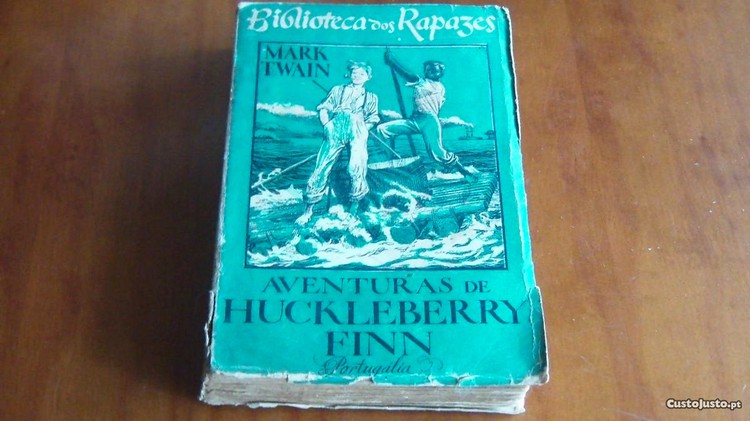 Biblioteca dos Rapazes
MARK
TWAIN
AVENTURAS DE
HUCKLEBERRY
FINN
Portugália
CustoJusto.pt